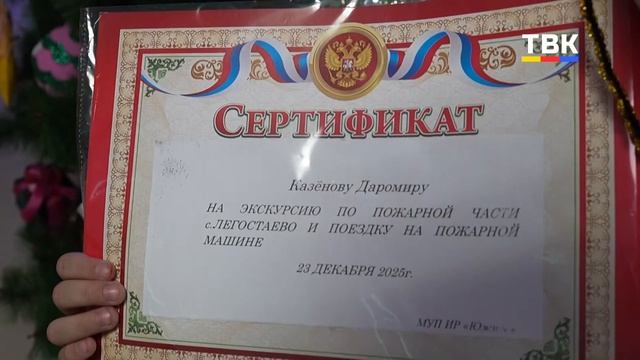 ТВК
СЕРТИФИКАТ
Казёнову Даромиру
НА ЭКСКУРСИЮ ПО ПОЖАРНОЙ ЧАСТИ
с.ЛЕГОСТАЕВО И ПОЕЗДКУ НА ПОЖАРНОЙ
МАШИНЕ
23 ДЕКАБРЯ 2025г.
МУП ИР